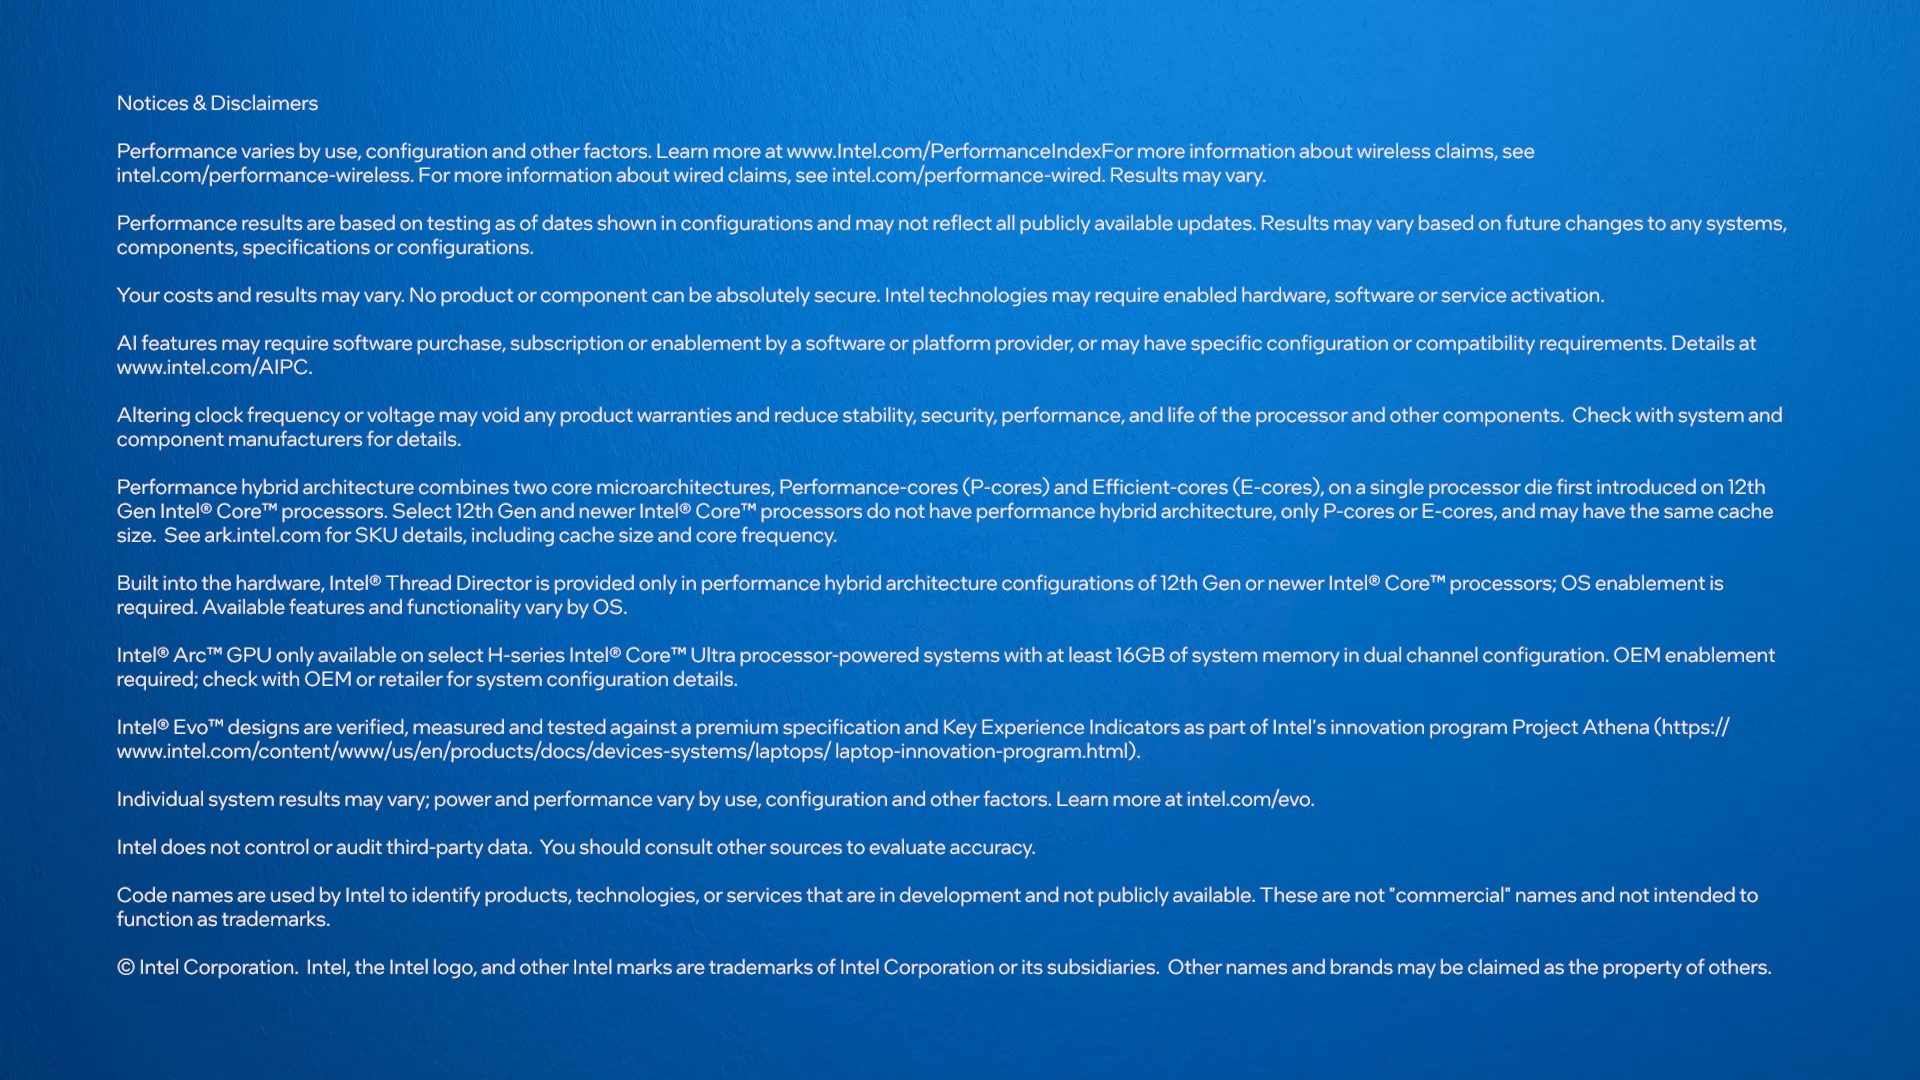 Notices & Disclaimers
Performance varies by use, configuration and other factors. Learn more at www.Intel.com/PerformanceIndexFor more information about wireless claims, see
intel.com/performance-wireless. For more information about wired claims, see intel.com/performance-wired. Results may vary.
Performance results are based on testing as of dates shown in configurations and may not reflect all publicly available updates. Results may vary based on future changes to any systems,
components, specifications or configurations.
Your costs and results may vary. No product or component can be absolutely secure. Intel technologies may require enabled hardware, software or service activation.
AI features may require software purchase, subscription or enablement by a software or platform provider, or may have specific configuration or compatibility requirements. Details at
www.intel.com/AIPC.
Altering clock frequency or voltage may void any product warranties and reduce stability, security, performance, and life of the processor and other components.  Check with system and
component manufacturers for details.
Performance hybrid architecture combines two core microarchitectures, Performance-cores (P-cores) and Efficient-cores (E-cores), on a single processor die first introduced on 12th
Gen Intel® Core™ processors. Select 12th Gen and newer Intel® Core™ processors do not have performance hybrid architecture, only P-cores or E-cores, and may have the same cache
size.  See ark.intel.com for SKU details, including cache size and core frequency.
Built into the hardware, Intel® Thread Director is provided only in performance hybrid architecture configurations of 12th Gen or newer Intel® Core™ processors; OS enablement is
required. Available features and functionality vary by OS.
Intel® Arc™ GPU only available on select H-series Intel® Core™ Ultra processor-powered systems with at least 16GB of system memory in dual channel configuration. OEM enablement
required; check with OEM or retailer for system configuration details.
Intel® Evo™ designs are verified, measured and tested against a premium specification and Key Experience Indicators as part of Intel's innovation program Project Athena (https://
www.intel.com/content/www/us/en/products/docs/devices-systems/laptops/ laptop-innovation-program.html).
Individual system results may vary; power and performance vary by use, configuration and other factors. Learn more at intel.com/evo.
Intel does not control or audit third-party data.  You should consult other sources to evaluate accuracy.
Code names are used by Intel to identify products, technologies, or services that are in development and not publicly available. These are not "commercial" names and not intended to
function as trademarks.
© Intel Corporation.  Intel, the Intel logo, and other Intel marks are trademarks of Intel Corporation or its subsidiaries.  Other names and brands may be claimed as the property of others.